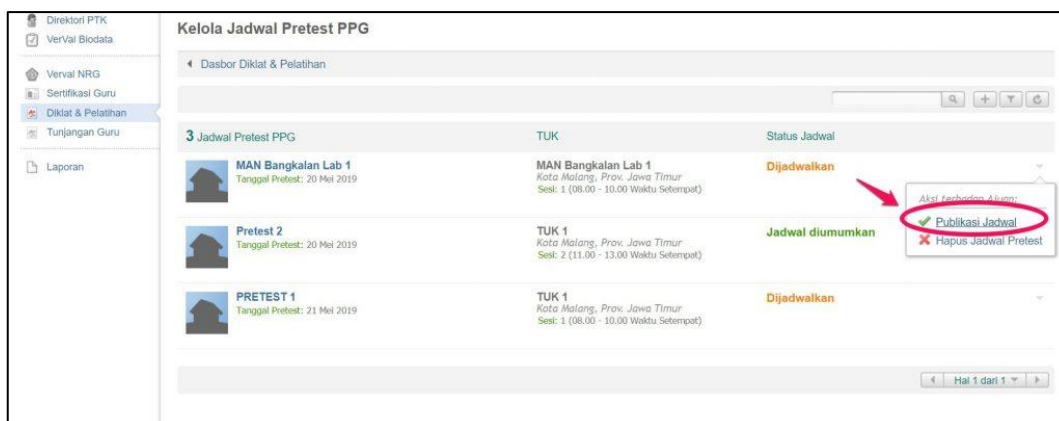 Direktori PTK
VerVal Biodata
Verval NRG
Sertifikasi Guru
Diklat & Pelatihan
Tunjangan Guru
Laporan
Kelola Jadwal Pretest PPG
Dasbor Diklat & Pelatihan
3 Jadwal Pretest PPG TUK Status Jadwal
MAN Bangkalan Lab 1 MAN Bangkalan Lab 1 Dijadwalkan
Tanggal Pretest: 20 Mei 2019 Kota Malang, Prov. Jawa Timur
Sesi: 1 (08.00 - 10.00 Waktu Setempat)
Aksi terhadap Ajuan:
Publikasi Jadwal
Hapus Jadwal Pretest
Pretest 2 TUK 1 Jadwal diumumkan
Tanggal Pretest: 20 Mei 2019 Kota Malang, Prov. Jawa Timur
Sesi: 2 (11.00 - 13.00 Waktu Setempat)
PRETEST 1 TUK 1 Dijadwalkan
Tanggal Pretest: 21 Mei 2019 Kota Malang, Prov. Jawa Timur
Sesi: 1 (08.00 - 10.00 Waktu Setempat)
Hal 1 dari 1